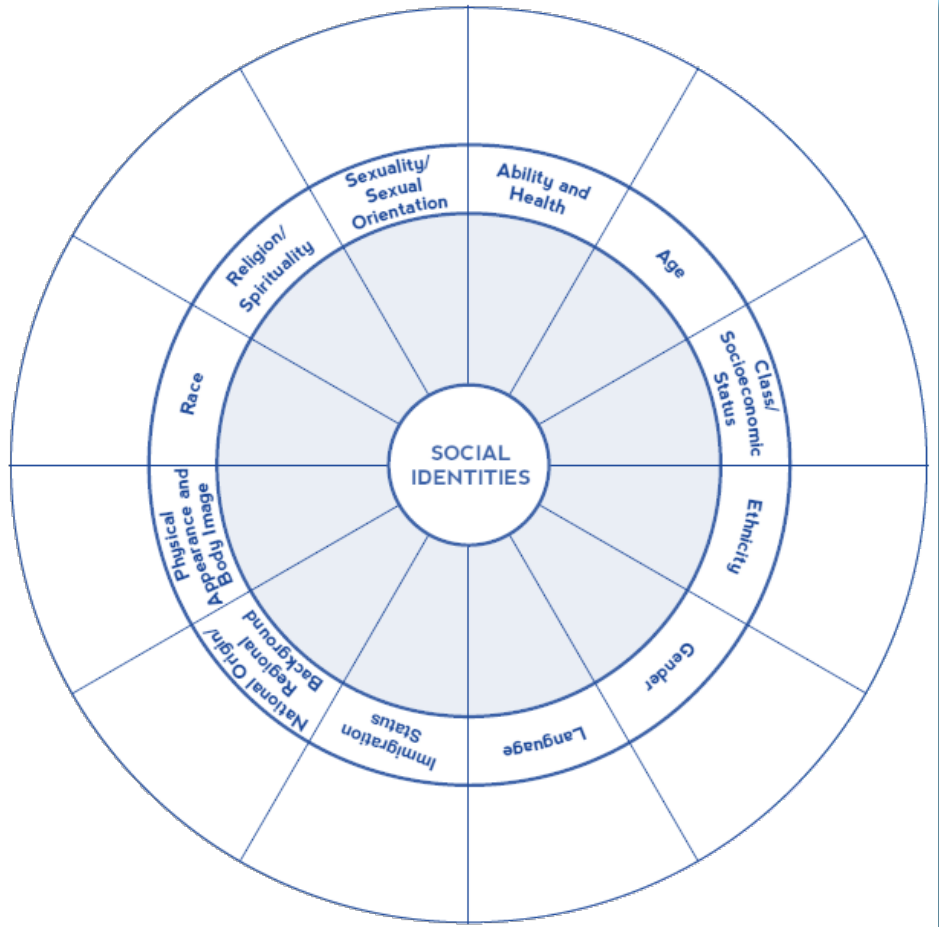 SOCIAL
IDENTITIES
Ability and
Health
Age
Class/
Socioeconomic
Status
Ethnicity
Gender
Language
Immigration
Status
National Origin/
Regional
Background
Physical
Appearance and
Body Image
Race
Religion/
Spirituality
Sexuality/
Sexual
Orientation